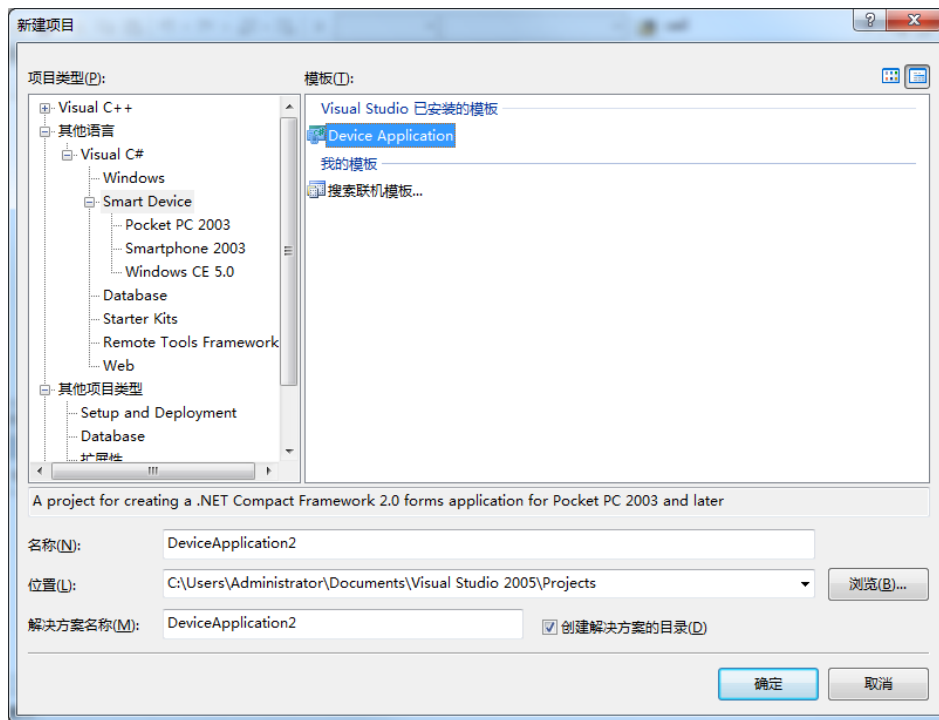 新建项目
项目类型(P):
模板(T):
Visual C++
其他语言
Visual C#
Windows
Smart Device
Pocket PC 2003
Smartphone 2003
Windows CE 5.0
Database
Starter Kits
Remote Tools Framework
Web
其他项目类型
Setup and Deployment
Database
扩展性
Visual Studio 已安装的模板
Device Application
我的模板
搜索联机模板...
A project for creating a .NET Compact Framework 2.0 forms application for Pocket PC 2003 and later
名称(N):
DeviceApplication2
位置(L):
C:\Users\Administrator\Documents\Visual Studio 2005\Projects
浏览(B)...
解决方案名称(M):
DeviceApplication2
创建解决方案的目录(D)
确定
取消